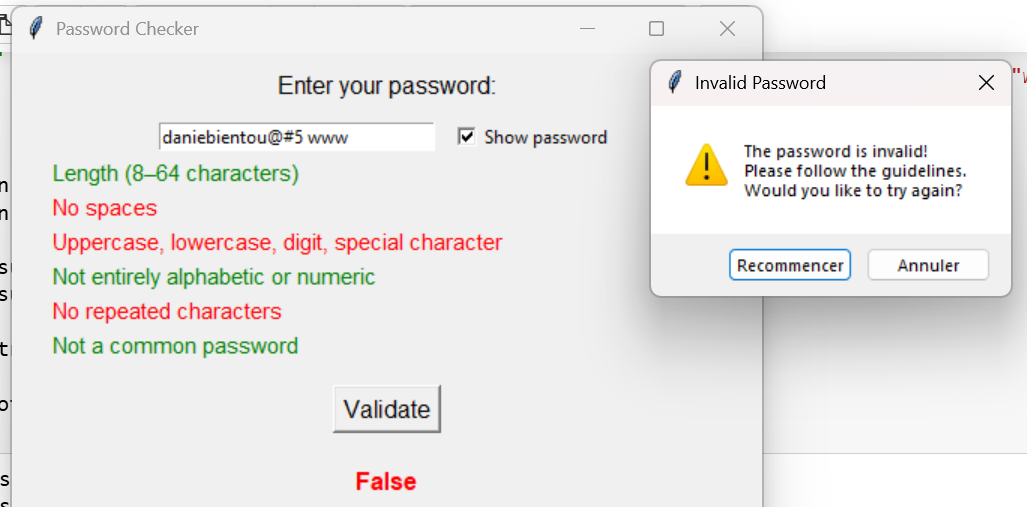 Password Checker
Enter your password:
daniebientou@#5 www
Show password
Length (8–64 characters)
No spaces
Uppercase, lowercase, digit, special character
Not entirely alphabetic or numeric
No repeated characters
Not a common password
Validate
False
Invalid Password
The password is invalid!
Please follow the guidelines.
Would you like to try again?
Recommencer
Annuler